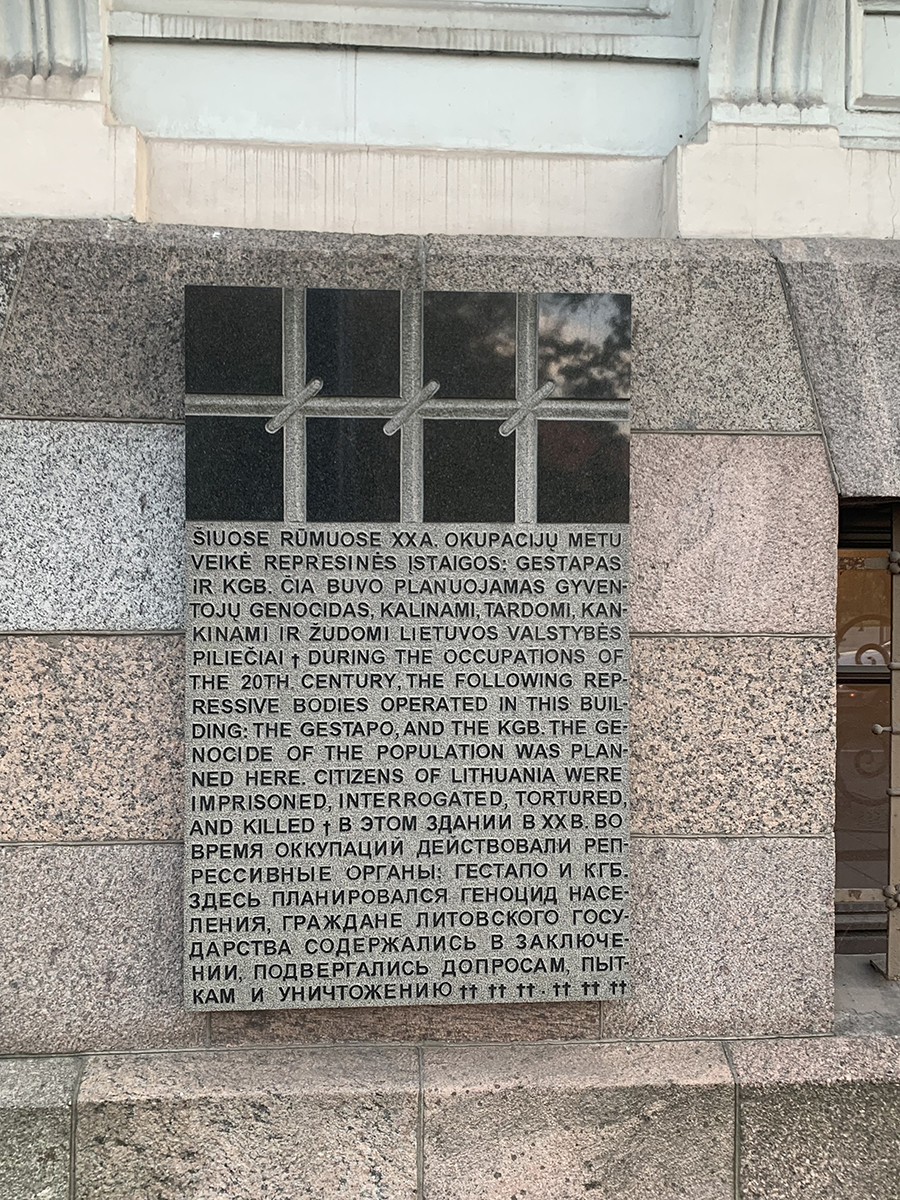 ŠIUOSE RŪMUOSE XX A. OKUPACIJŲ METU
VEIKĖ REPRESINĖS ĮSTAIGOS: GESTAPAS
IR KGB. ČIA BUVO PLANUOJAMAS GYVEN-
TOJŲ GENOCIDAS, KALINAMI, TARDOMI, KAN-
KINAMI IR ŽUDOMI LIETUVOS VALSTYBĖS
PILIEČIAI † DURING THE OCCUPATIONS OF
THE 20TH. CENTURY, THE FOLLOWING REP-
RESSIVE BODIES OPERATED IN THIS BUIL-
DING: THE GESTAPO, AND THE KGB. THE GE-
NOCIDE OF THE POPULATION WAS PLAN-
NED HERE. CITIZENS OF LITHUANIA WERE
IMPRISONED, INTERROGATED, TORTURED,
AND KILLED † В ЭТОМ ЗДАНИИ В XX В. ВО
ВРЕМЯ ОККУПАЦИЙ ДЕЙСТВОВАЛИ РЕП-
РЕССИВНЫЕ ОРГАНЫ: ГЕСТАПО И КГБ.
ЗДЕСЬ ПЛАНИРОВАЛСЯ ГЕНОЦИД НАСЕ-
ЛЕНИЯ, ГРАЖДАНЕ ЛИТОВСКОГО ГОСУ-
ДАРСТВА СОДЕРЖАЛИСЬ В ЗАКЛЮЧЕ-
НИИ, ПОДВЕРГАЛИСЬ ДОПРОСАМ, ПЫТ-
КАМ И УНИЧТОЖЕНИЮ †† †† †† · †† †† ††